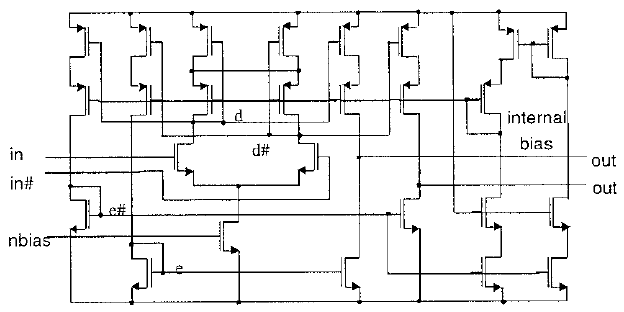 d
in
d#
internal
bias
in#
out
out
e#
nbias
e